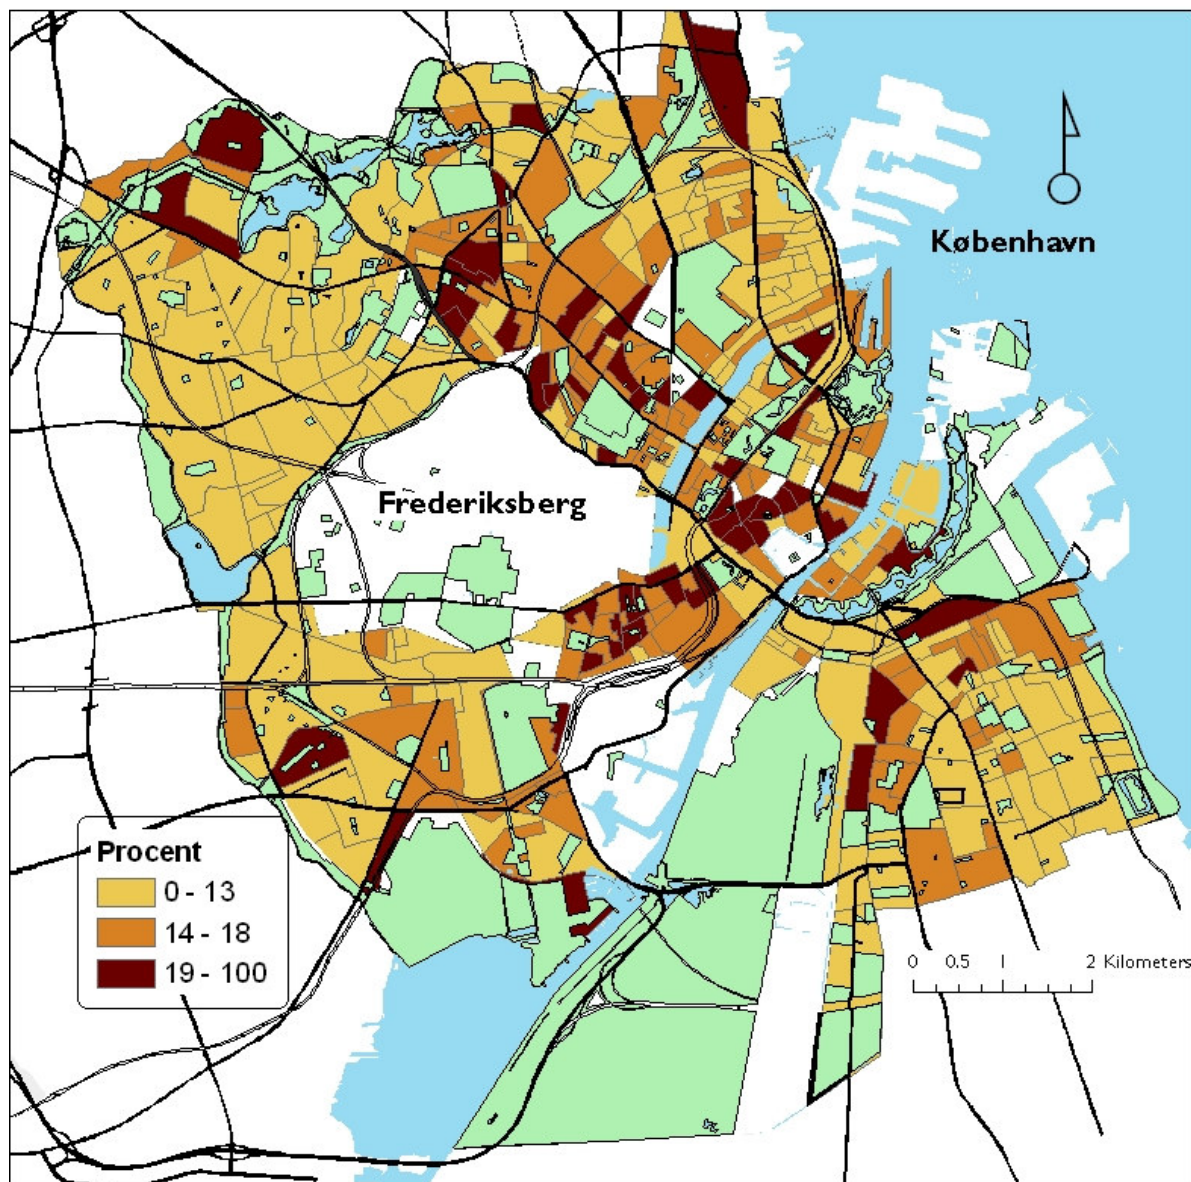 København
Frederiksberg
Procent
0 - 13
14 - 18
19 - 100
0 0.5 1 2 Kilometers